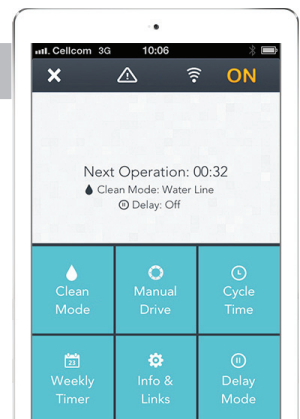 Cellcom 3G 10:06
ON
Next Operation: 00:32
Clean Mode: Water Line
Delay: Off
Clean Manual Cycle
Mode Drive Time
23
Weekly Info & Delay
Timer Links Mode